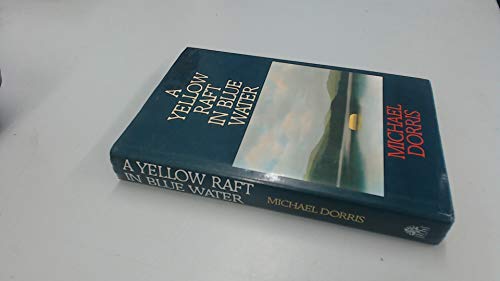 A
YELLOW
RAFT
IN BLUE
WATER
MICHAEL
DORRIS
A YELLOW RAFT
IN BLUE WATER
MICHAEL DORRIS